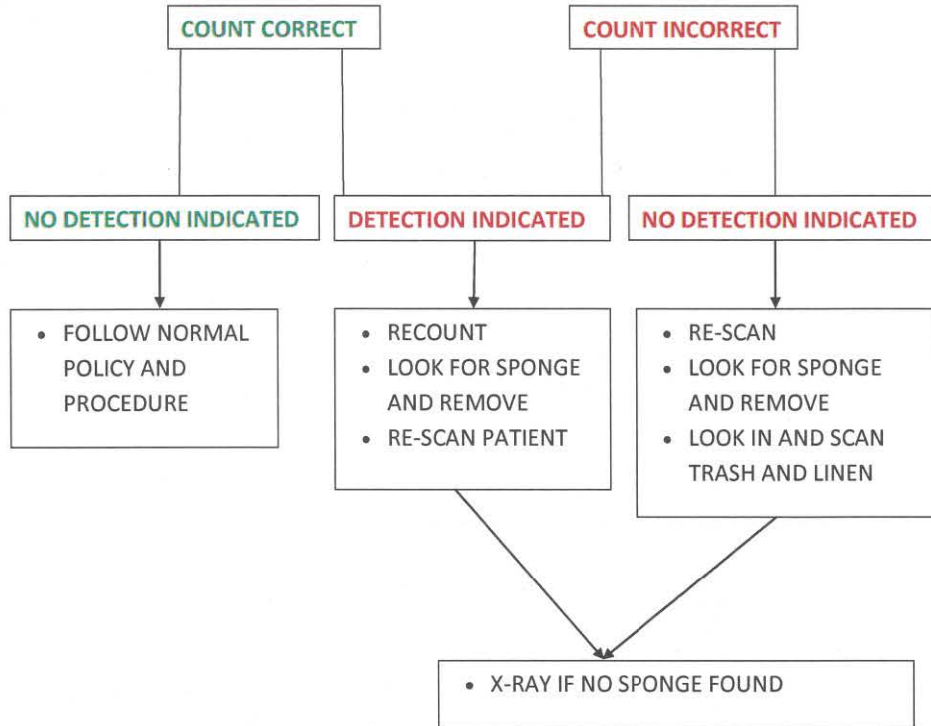 COUNT CORRECT
COUNT INCORRECT
NO DETECTION INDICATED
DETECTION INDICATED
NO DETECTION INDICATED
• FOLLOW NORMAL
POLICY AND
PROCEDURE
• RECOUNT
• LOOK FOR SPONGE
AND REMOVE
• RE-SCAN PATIENT
• RE-SCAN
• LOOK FOR SPONGE
AND REMOVE
• LOOK IN AND SCAN
TRASH AND LINEN
• X-RAY IF NO SPONGE FOUND